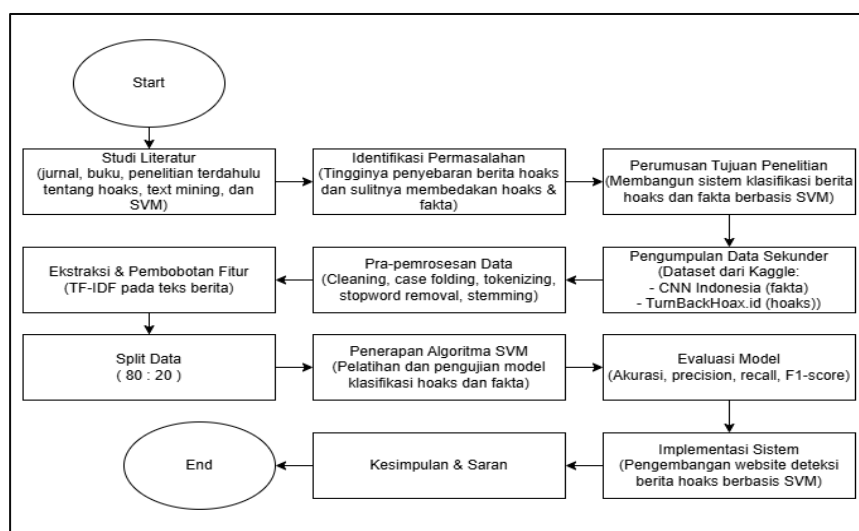 Start
Studi Literatur
(jurnal, buku, penelitian terdahulu
tentang hoaks, text mining, dan
SVM)
Identifikasi Permasalahan
(Tingginya penyebaran berita hoaks
dan sulitnya membedakan hoaks &
fakta)
Perumusan Tujuan Penelitian
(Membangun sistem klasifikasi berita
hoaks dan fakta berbasis SVM)
Pengumpulan Data Sekunder
(Dataset dari Kaggle:
- CNN Indonesia (fakta)
- TurnBackHoax.id (hoaks))
Pra-pemrosesan Data
(Cleaning, case folding, tokenizing,
stopword removal, stemming)
Ekstraksi & Pembobotan Fitur
(TF-IDF pada teks berita)
Split Data
( 80 : 20 )
Penerapan Algoritma SVM
(Pelatihan dan pengujian model
klasifikasi hoaks dan fakta)
Evaluasi Model
(Akurasi, precision, recall, F1-score)
Implementasi Sistem
(Pengembangan website deteksi
berita hoaks berbasis SVM)
Kesimpulan & Saran
End